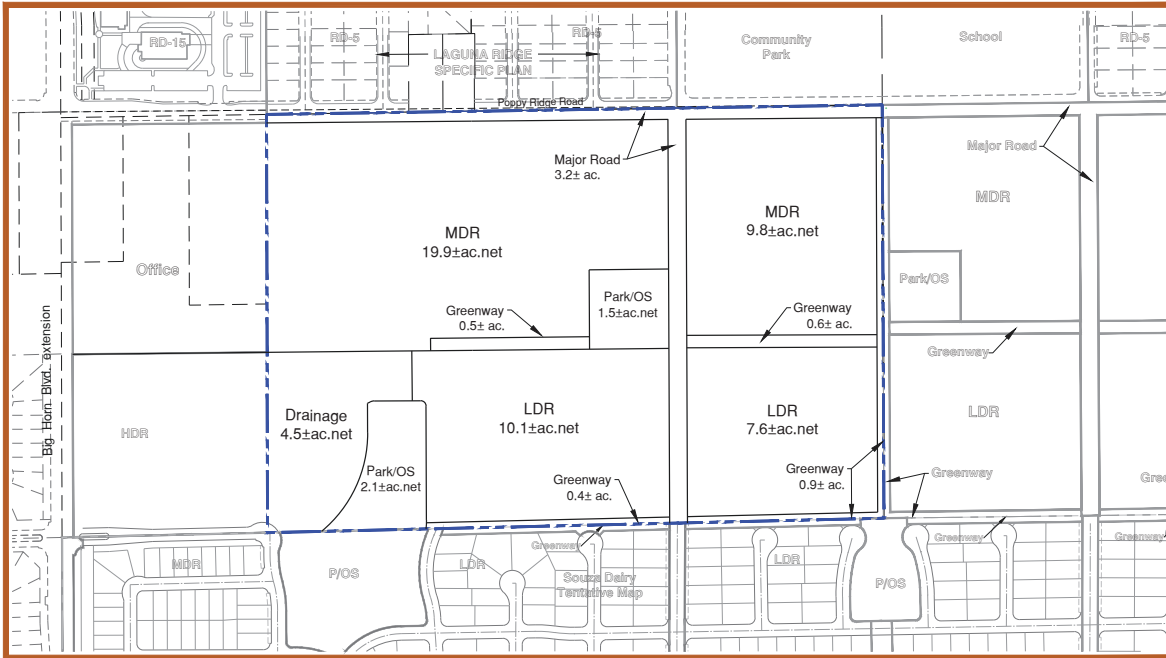 RD-15
RD-5
LAGUNA RIDGE
SPECIFIC PLAN
RD-5
Community
Park
School
RD-5
Poppy Ridge Road
Major Road
3.2± ac.
Major Road
MDR
19.9±ac.net
MDR
9.8±ac.net
MDR
Office
Park/OS
Park/OS
1.5±ac.net
Greenway
0.5± ac.
Greenway
0.6± ac.
Greenway
Big Horn Blvd. extension
HDR
Drainage
4.5±ac.net
LDR
10.1±ac.net
LDR
7.6±ac.net
LDR
Park/OS
2.1±ac.net
Greenway
0.4± ac.
Greenway
0.9± ac.
Greenway
Gree
MDR
P/OS
LDR
Greenway
Souza Dairy
Tentative Map
LDR
P/OS
Greenway
Greenway